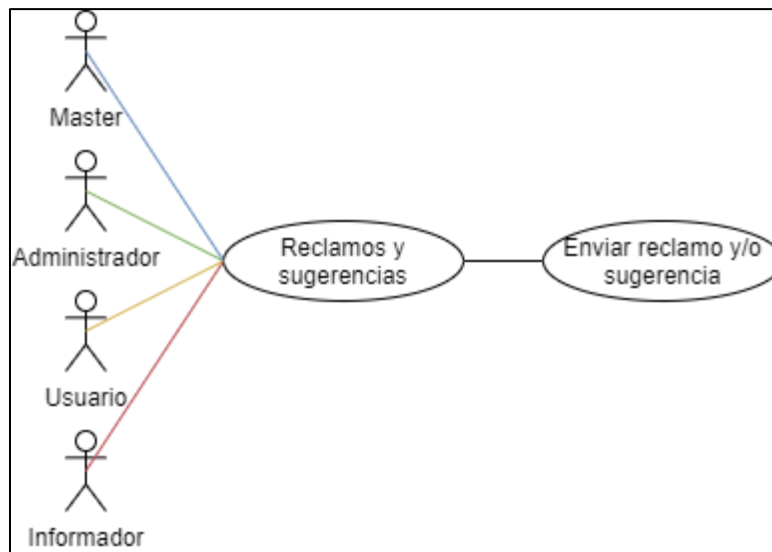 Master
Administrador
Usuario
Informador
Reclamos y
sugerencias
Enviar reclamo y/o
sugerencia